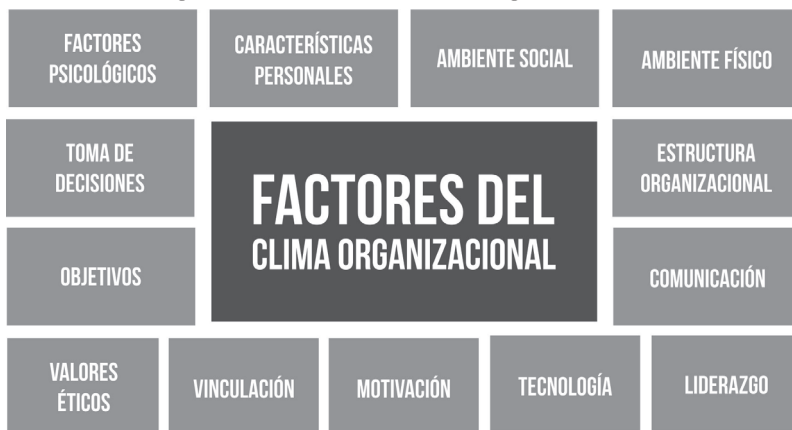 FACTORES
PSICOLÓGICOS
CARACTERÍSTICAS
PERSONALES
AMBIENTE SOCIAL
AMBIENTE FÍSICO
TOMA DE
DECISIONES
FACTORES DEL
CLIMA ORGANIZACIONAL
ESTRUCTURA
ORGANIZACIONAL
OBJETIVOS
COMUNICACIÓN
VALORES
ÉTICOS
VINCULACIÓN
MOTIVACIÓN
TECNOLOGÍA
LIDERAZGO